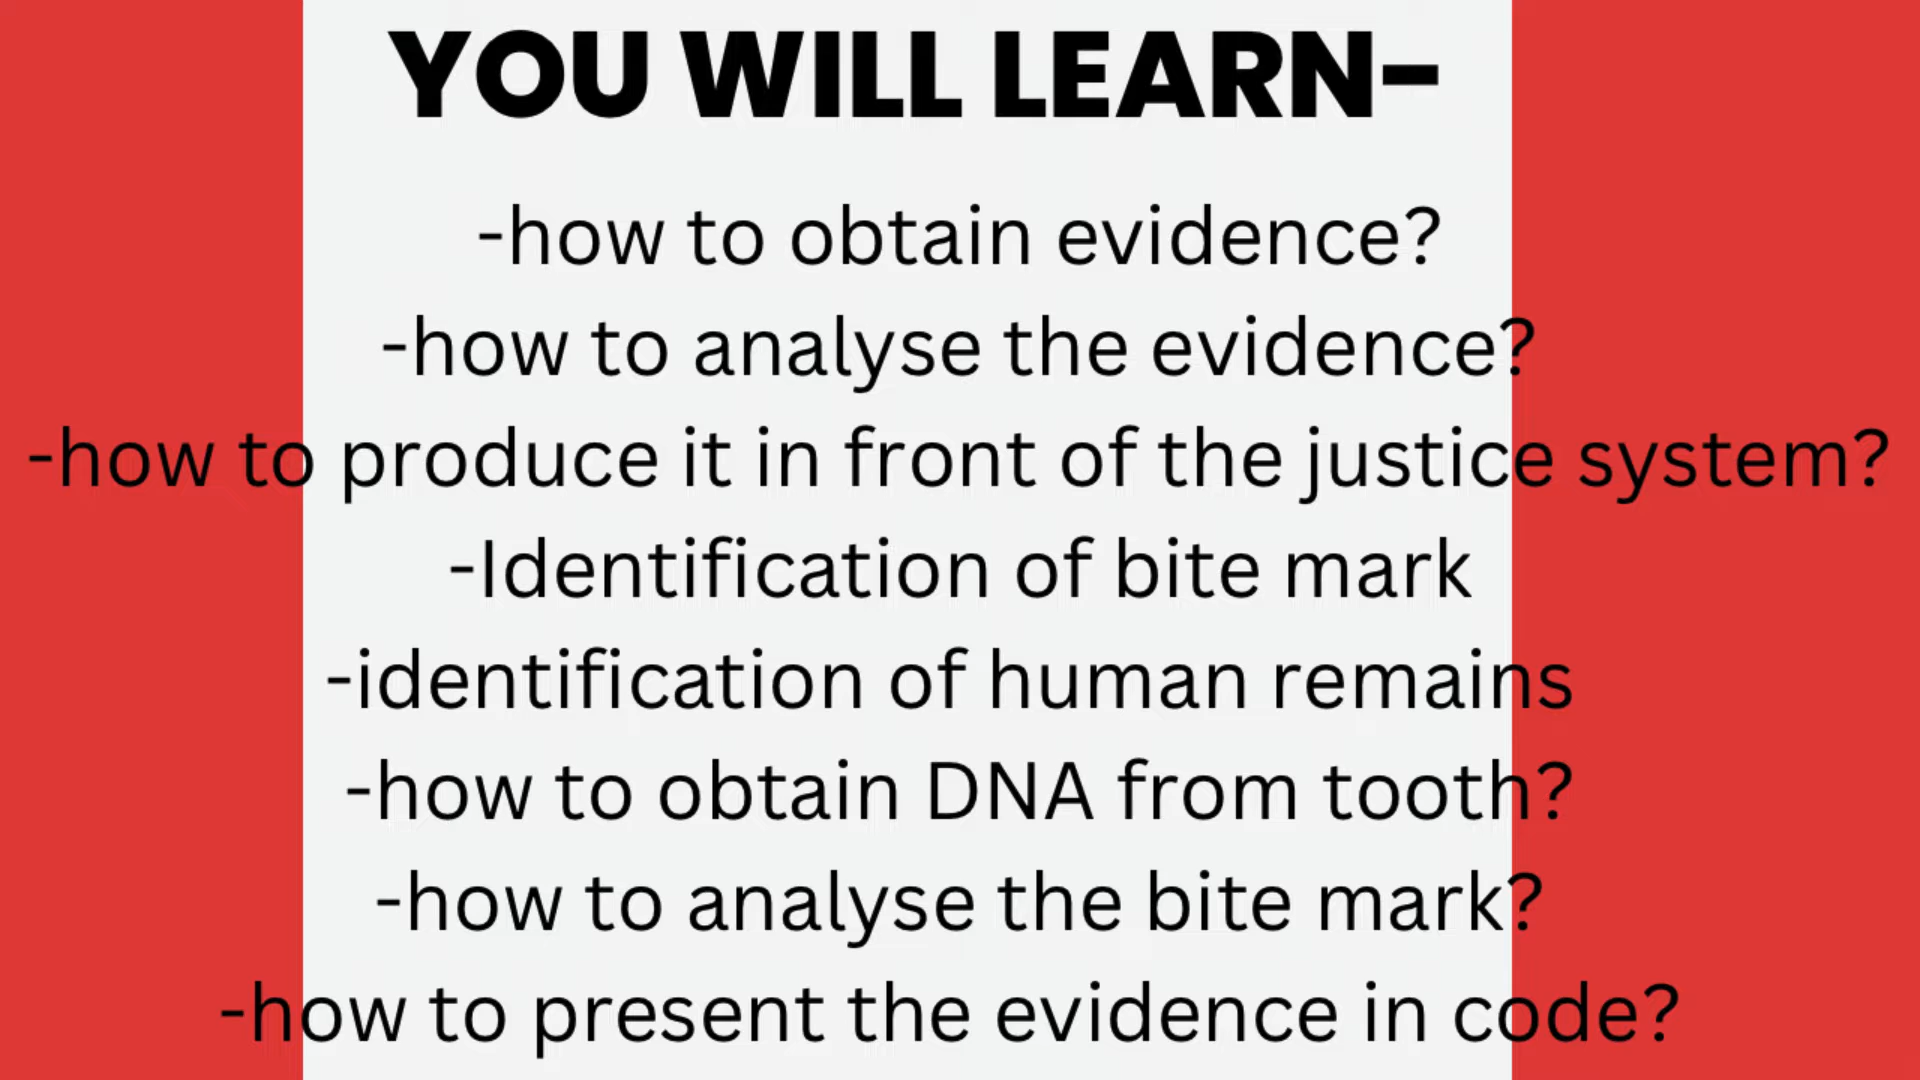 YOU WILL LEARN-
-how to obtain evidence?
-how to analyse the evidence?
-how to produce it in front of the justice system?
-Identification of bite mark
-identification of human remains
-how to obtain DNA from tooth?
-how to analyse the bite mark?
-how to present the evidence in code?